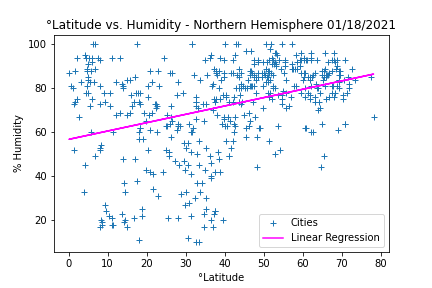 °Latitude vs. Humidity - Northern Hemisphere 01/18/2021
100
80
60
40
20
% Humidity
Cities
Linear Regression
0 10 20 30 40 50 60 70 80
°Latitude